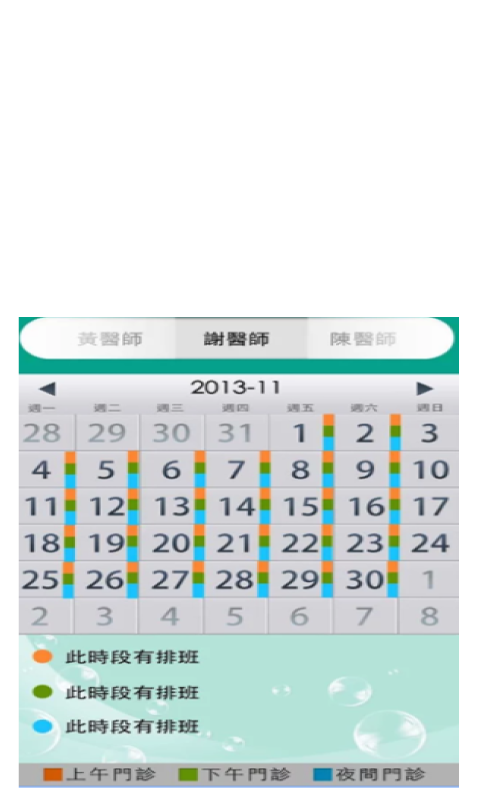 黃醫師 謝醫師 陳醫師
◀ 2013-11 ▶
週一 週二 週三 週四 週五 週六 週日
28 29 30 31 1 2 3
4 5 6 7 8 9 10
11 12 13 14 15 16 17
18 19 20 21 22 23 24
25 26 27 28 29 30 1
2 3 4 5 6 7 8
此時段有排班
此時段有排班
此時段有排班
上午門診 下午門診 夜間門診